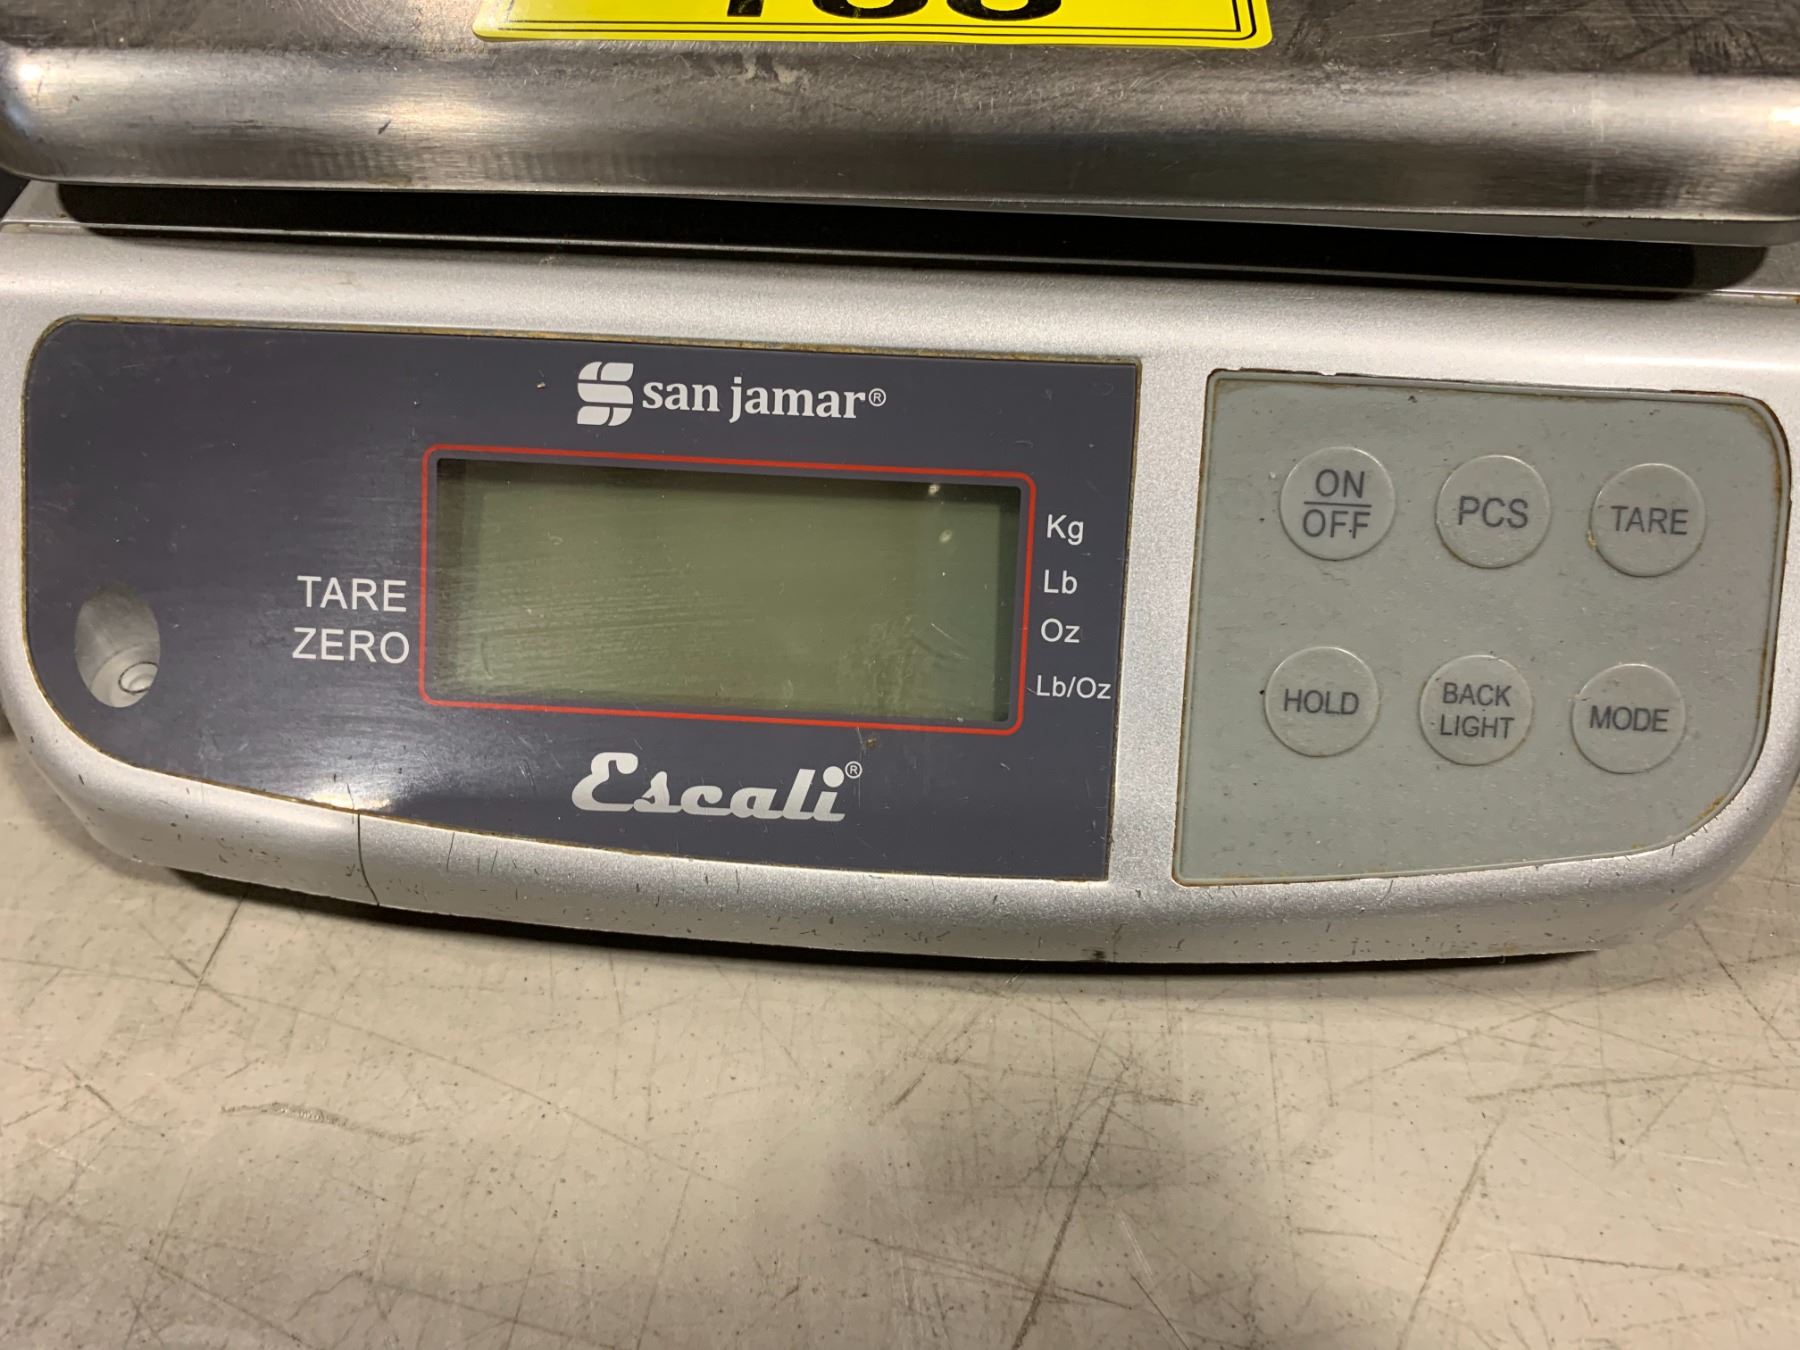 san jamar®
TARE
ZERO
Kg
Lb
Oz
Lb/Oz
Escali®
ON
OFF
PCS
TARE
HOLD
BACK
LIGHT
MODE